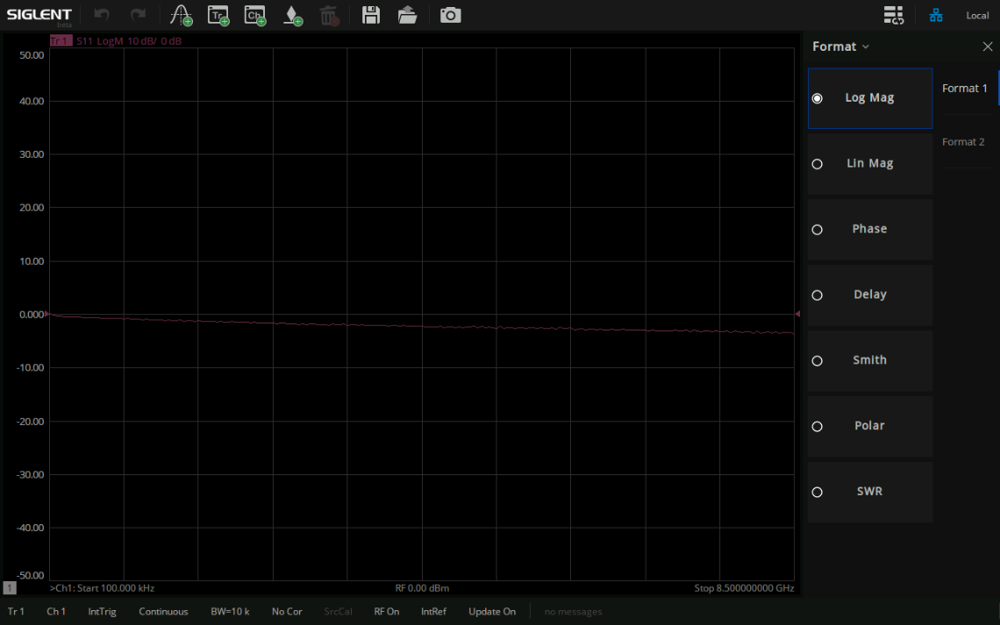 SIGLENT
beta
Tr
Ch
Local
Tr 1 S11 LogM 10 dB/ 0 dB
50.00
40.00
30.00
20.00
10.00
0.000
-10.00
-20.00
-30.00
-40.00
-50.00
1
>Ch1: Start 100.000 kHz
RF 0.00 dBm
Stop 8.500000000 GHz
Format
Log Mag
Lin Mag
Phase
Delay
Smith
Polar
SWR
Format 1
Format 2
Tr 1 Ch 1 IntTrig Continuous BW=10 k No Cor SrcCal RF On IntRef Update On no messages